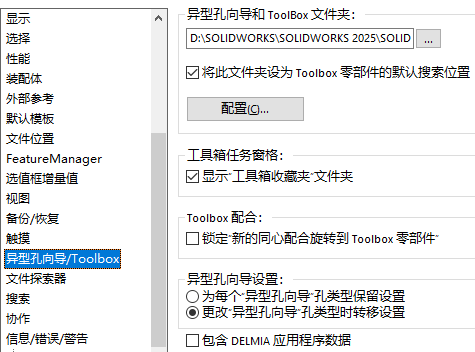 显示
选择
性能
装配体
外部参考
默认模板
文件位置
FeatureManager
选值框增量值
视图
备份/恢复
触摸
异型孔向导/Toolbox
文件探索器
搜索
协作
信息/错误/警告
异型孔向导和 ToolBox 文件夹：
D:\SOLIDWORKS\SOLIDWORKS 2025\SOLID
...
将此文件夹设为 Toolbox 零部件的默认搜索位置
配置(C)...
工具箱任务窗格：
显示"工具箱收藏夹"文件夹
Toolbox 配合：
锁定"新的同心配合旋转到 Toolbox 零部件"
异型孔向导设置：
为每个"异型孔向导"孔类型保留设置
更改"异型孔向导"孔类型时转移设置
包含 DELMIA 应用程序数据